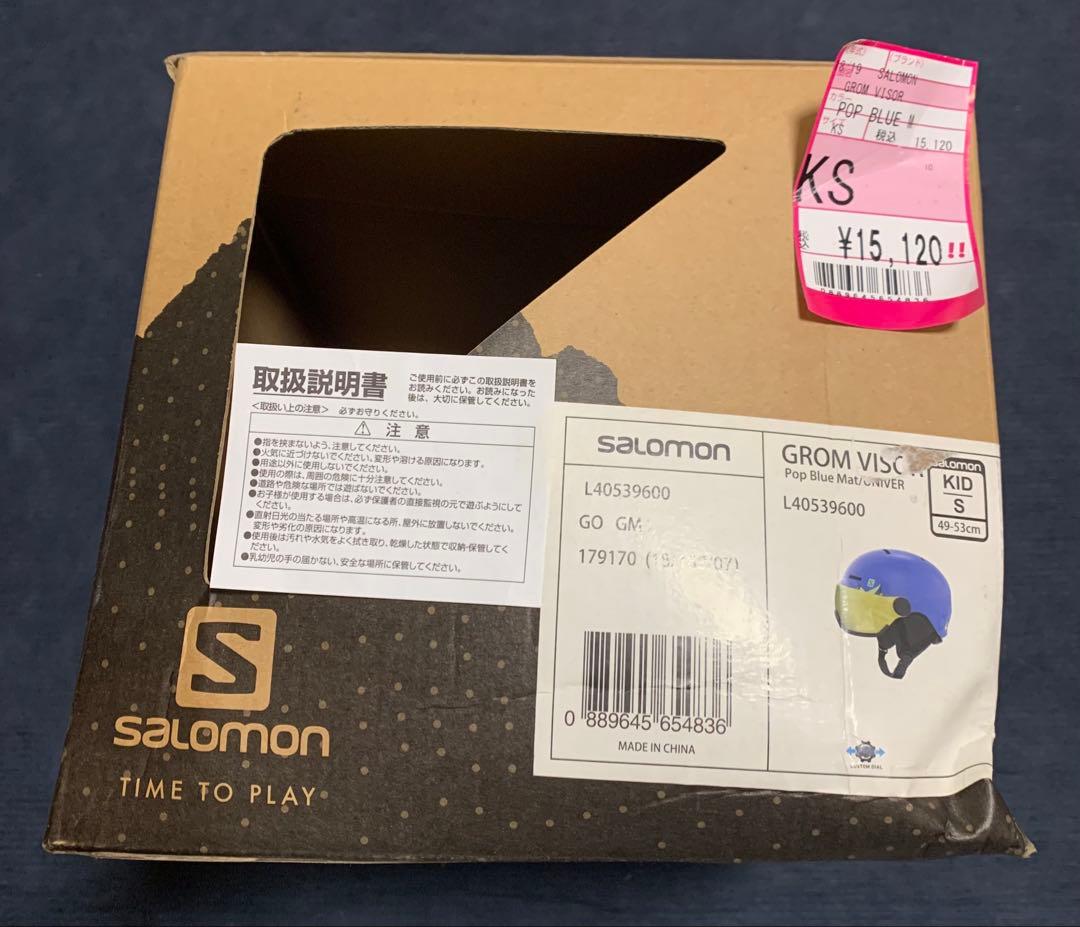 (ブランド)
SALOMON
GROM VISOR
カラー
POP BLUE M
サイズ
KS
税込
15,120
10
KS
¥15,120!!
0889645654836
取扱説明書
ご使用前に必ずこの取扱説明書を
お読みください。お読みになった
後は、大切に保管してください。
<取扱い上の注意> 必ずお守りください。
⚠ 注意
●指を挟まないよう、注意してください。
●火気に近づけないでください。変形や溶ける原因になります。
●用途以外に使用しないでください。
●使用の際は、周囲の危険に十分注意してください。
●道路や危険な場所では遊ばないでください。
●お子様が使用する場合は、必ず保護者の直接監視の元で遊ぶようにして
ください。
●直射日光の当たる場所や高温になる所、屋外に放置しないでください。
変形や劣化の原因になります。
●使用後は汚れや水気をよく拭き取り、乾燥した状態で収納・保管してく
ださい。
●乳幼児の手の届かない、安全な場所に保管してください。
SALOMON
L40539600
GO GM
179170
0 889645 654836
MADE IN CHINA
GROM VISOR
Pop Blue Mat/UNIVER
L40539600
salomon
KID
S
49-53cm
CUSTOM DIAL
S
SALOMON
TIME TO PLAY